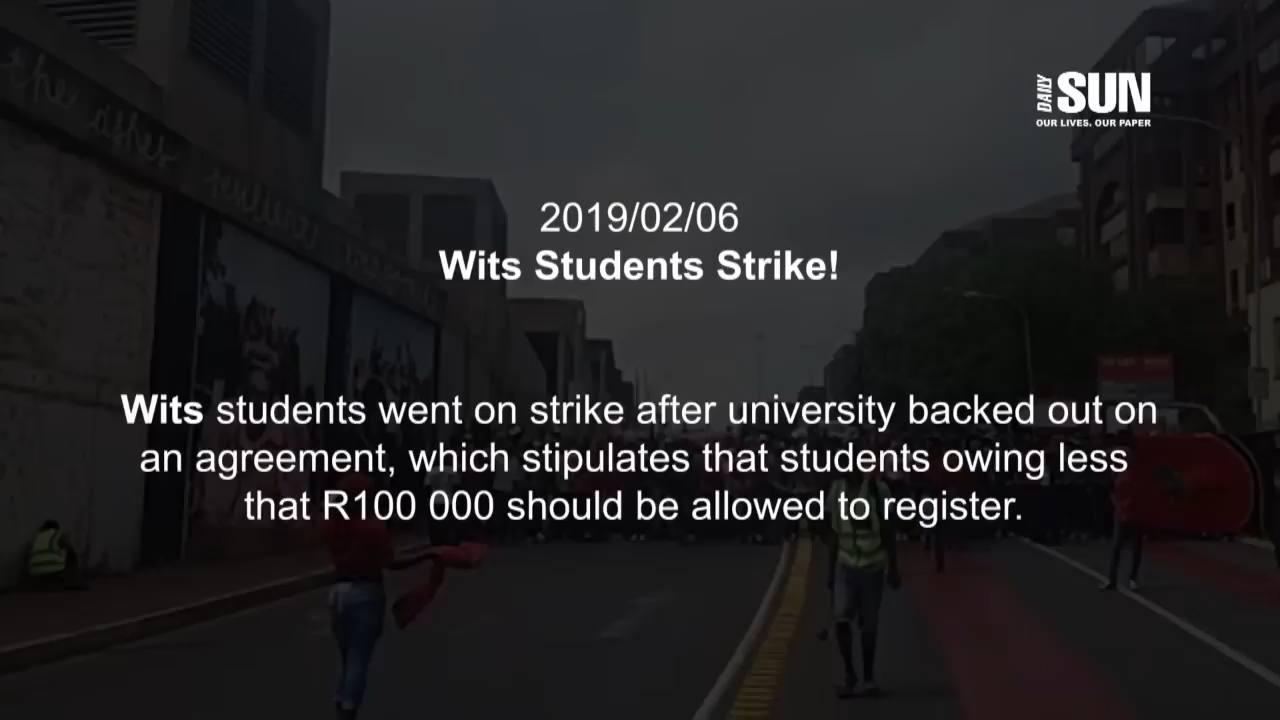 DAILY SUN
OUR LIVES. OUR PAPER
2019/02/06
Wits Students Strike!
Wits students went on strike after university backed out on
an agreement, which stipulates that students owing less
that R100 000 should be allowed to register.
the other